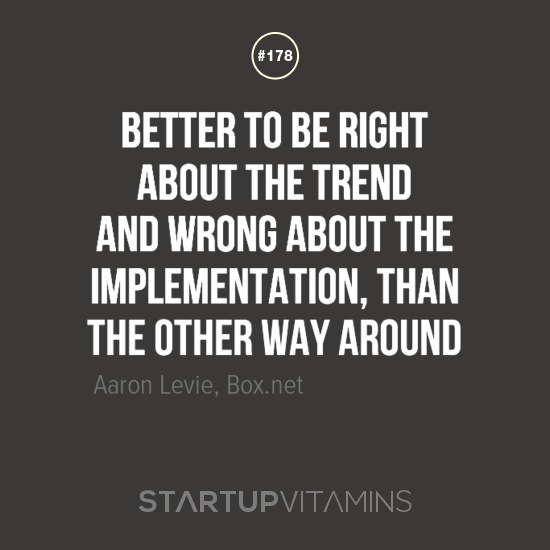 #178
BETTER TO BE RIGHT
ABOUT THE TREND
AND WRONG ABOUT THE
IMPLEMENTATION, THAN
THE OTHER WAY AROUND
Aaron Levie, Box.net
STARTUPVITAMINS